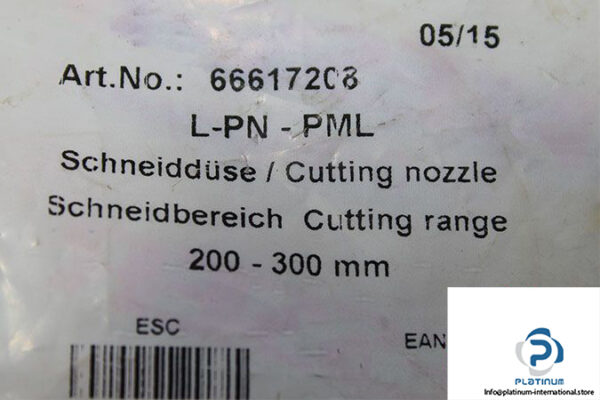 05/15
Art.No.: 66617208
L-PN - PML
Schneiddüse / Cutting nozzle
Schneidbereich Cutting range
200 - 300 mm
ESC
EAN
PLATINUM
Info@platinum-international.store